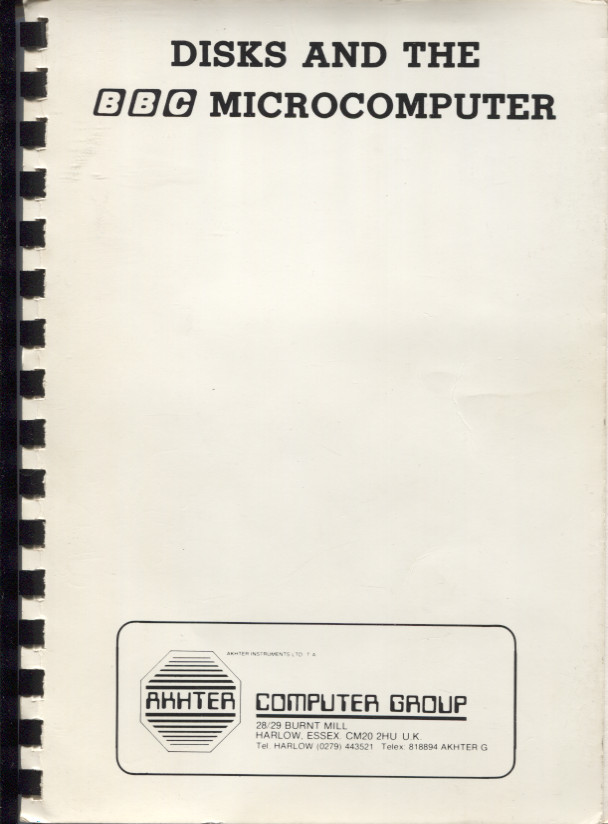 DISKS AND THE
BBC MICROCOMPUTER
AKHTER INSTRUMENTS LTD. T A
AKHTER
COMPUTER GROUP
28/29 BURNT MILL
HARLOW, ESSEX. CM20 2HU U.K.
Tel. HARLOW (0279) 443521 Telex: 818894 AKHTER G